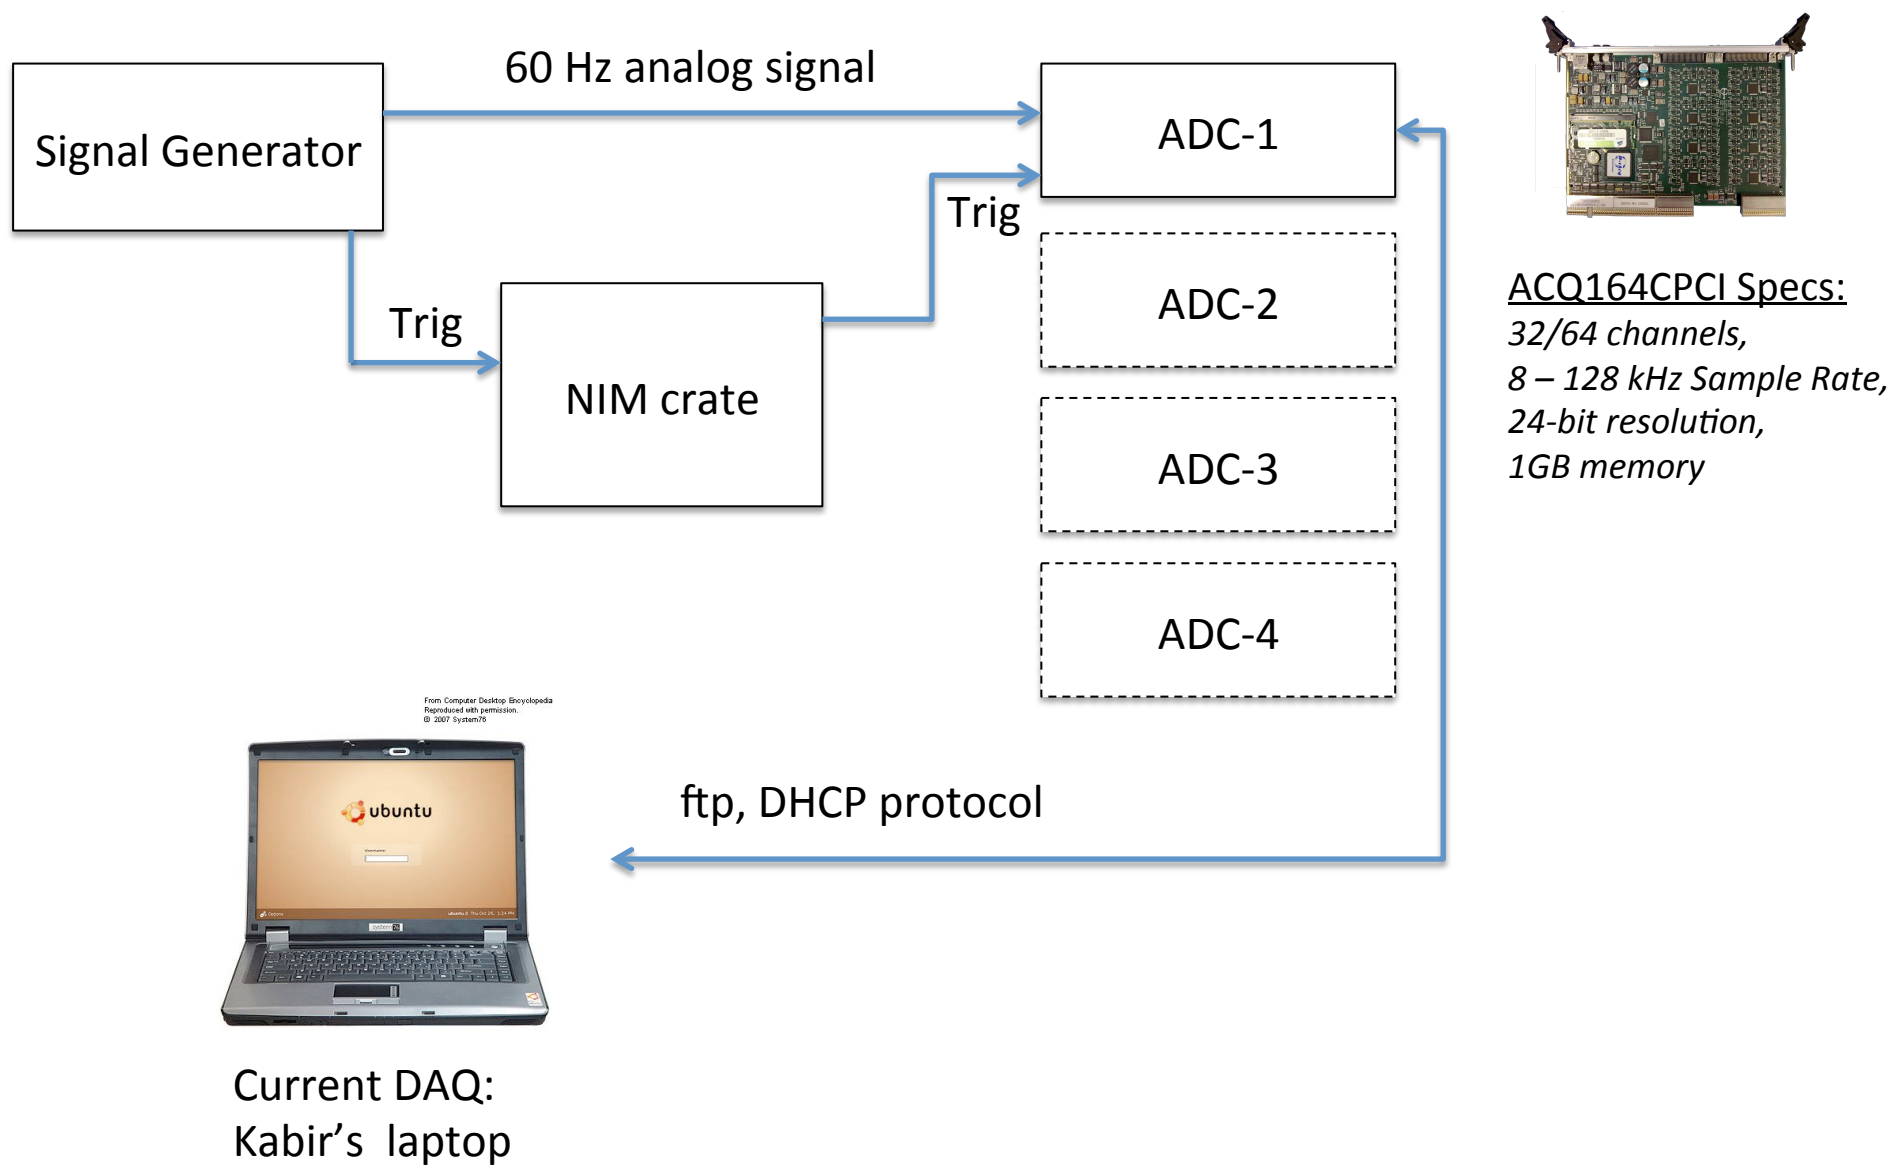 60 Hz analog signal
Signal Generator
ADC-1
Trig
Trig
ADC-2
NIM crate
ADC-3
ADC-4
ACQ164CPCI Specs:
32/64 channels,
8 – 128 kHz Sample Rate,
24-bit resolution,
1GB memory
From Computer Desktop Encyclopedia
Reproduced with permission.
© 2007 System76
ubuntu
ftp, DHCP protocol
Current DAQ:
Kabir's laptop